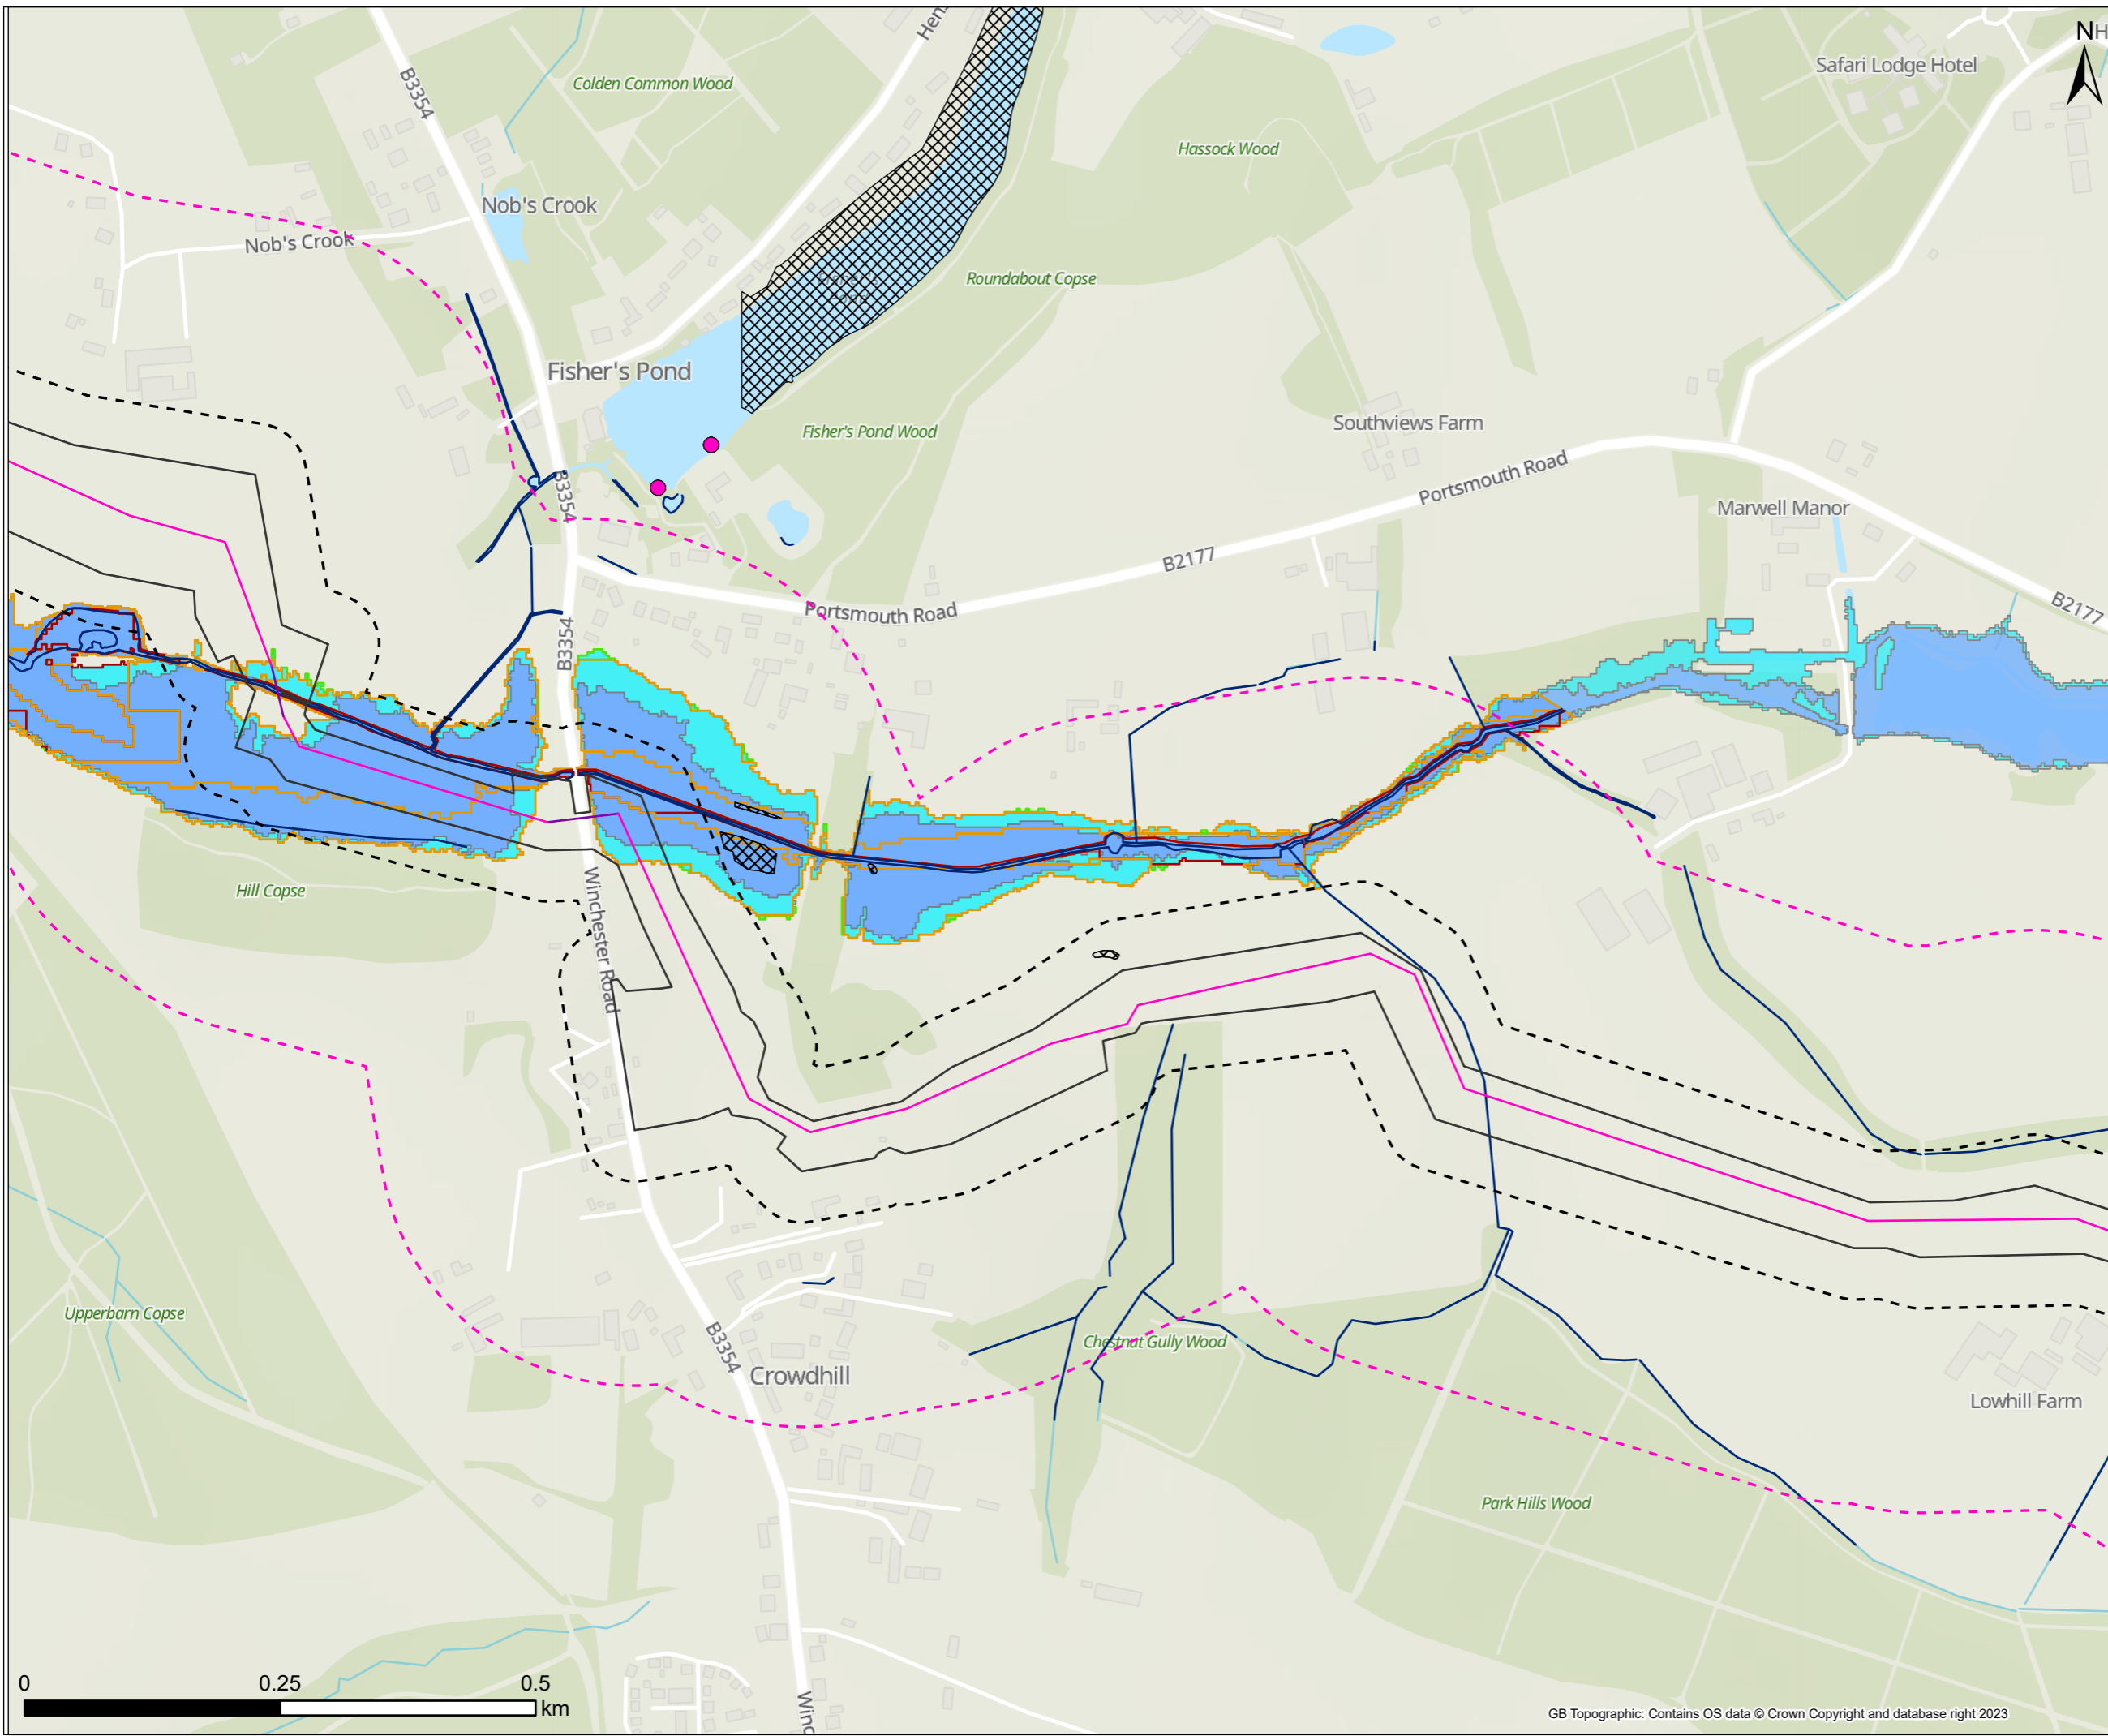 N
Hen
Safari Lodge Hotel
B3354
Colden Common Wood
Hassock Wood
Nob's Crook
Nob's Crook
Roundabout Copse
Fisher's Pond
Fisher's Pond Wood
Southviews Farm
Portsmouth Road
B3354
Marwell Manor
B2177
Portsmouth Road
B2177
B3354
Hill Copse
Winchester Road
Upperbarn Copse
B3354
Chestnut Gully Wood
Crowdhill
Lowhill Farm
Park Hills Wood
0 0.25 0.5
km
Winc
GB Topographic: Contains OS data © Crown Copyright and database right 2023